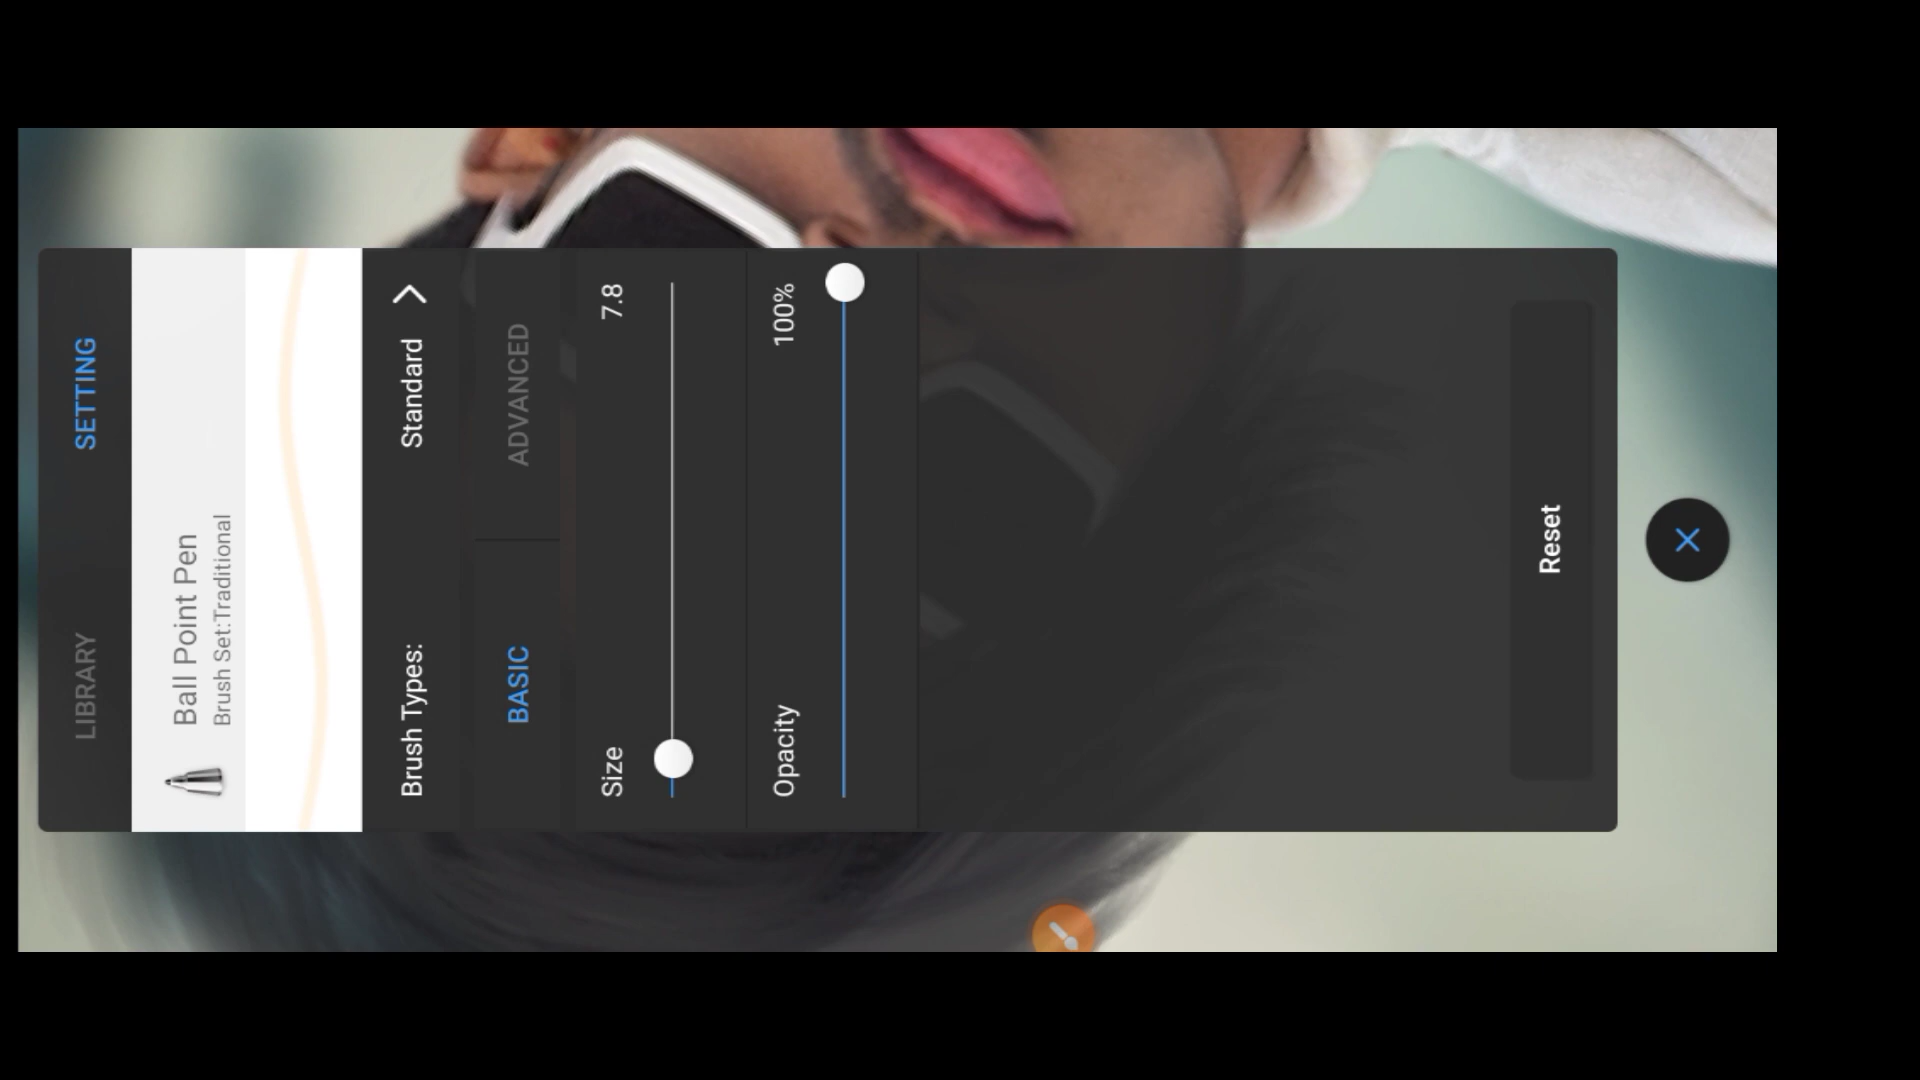 LIBRARY SETTING
Ball Point Pen
Brush Set:Traditional
Brush Types: Standard
BASIC ADVANCED
Size 7.8
Opacity 100%
Reset